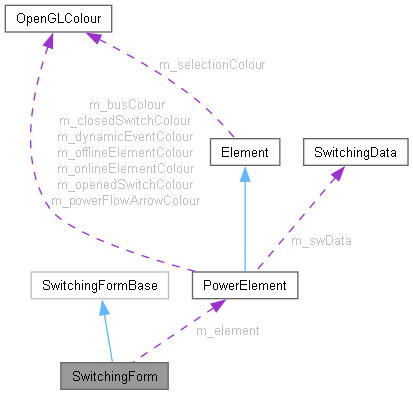 OpenGLColour
m_selectionColour
m_busColour
m_closedSwitchColour
m_dynamicEventColour
m_offlineElementColour
m_onlineElementColour
m_openedSwitchColour
m_powerFlowArrowColour
Element
SwitchingData
m_swData
SwitchingFormBase
PowerElement
m_element
SwitchingForm